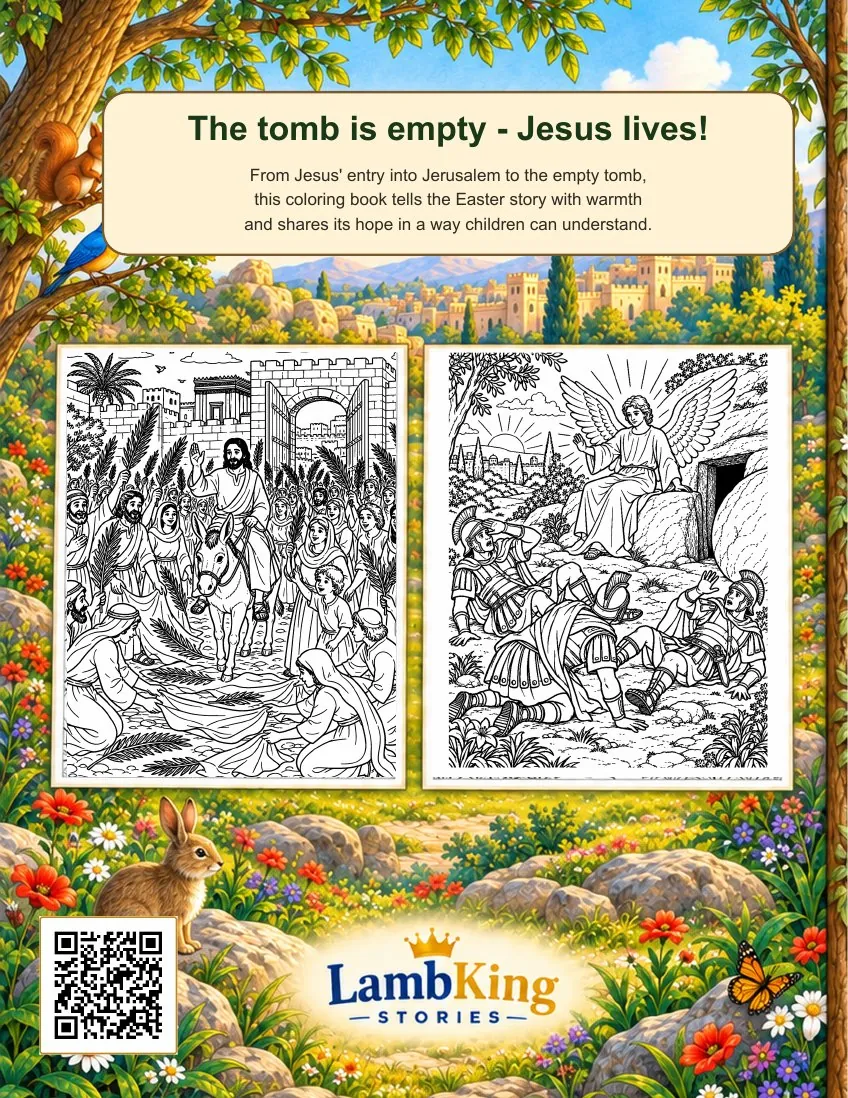 The tomb is empty - Jesus lives!
From Jesus' entry into Jerusalem to the empty tomb,
this coloring book tells the Easter story with warmth
and shares its hope in a way children can understand.
LambKing
STORIES